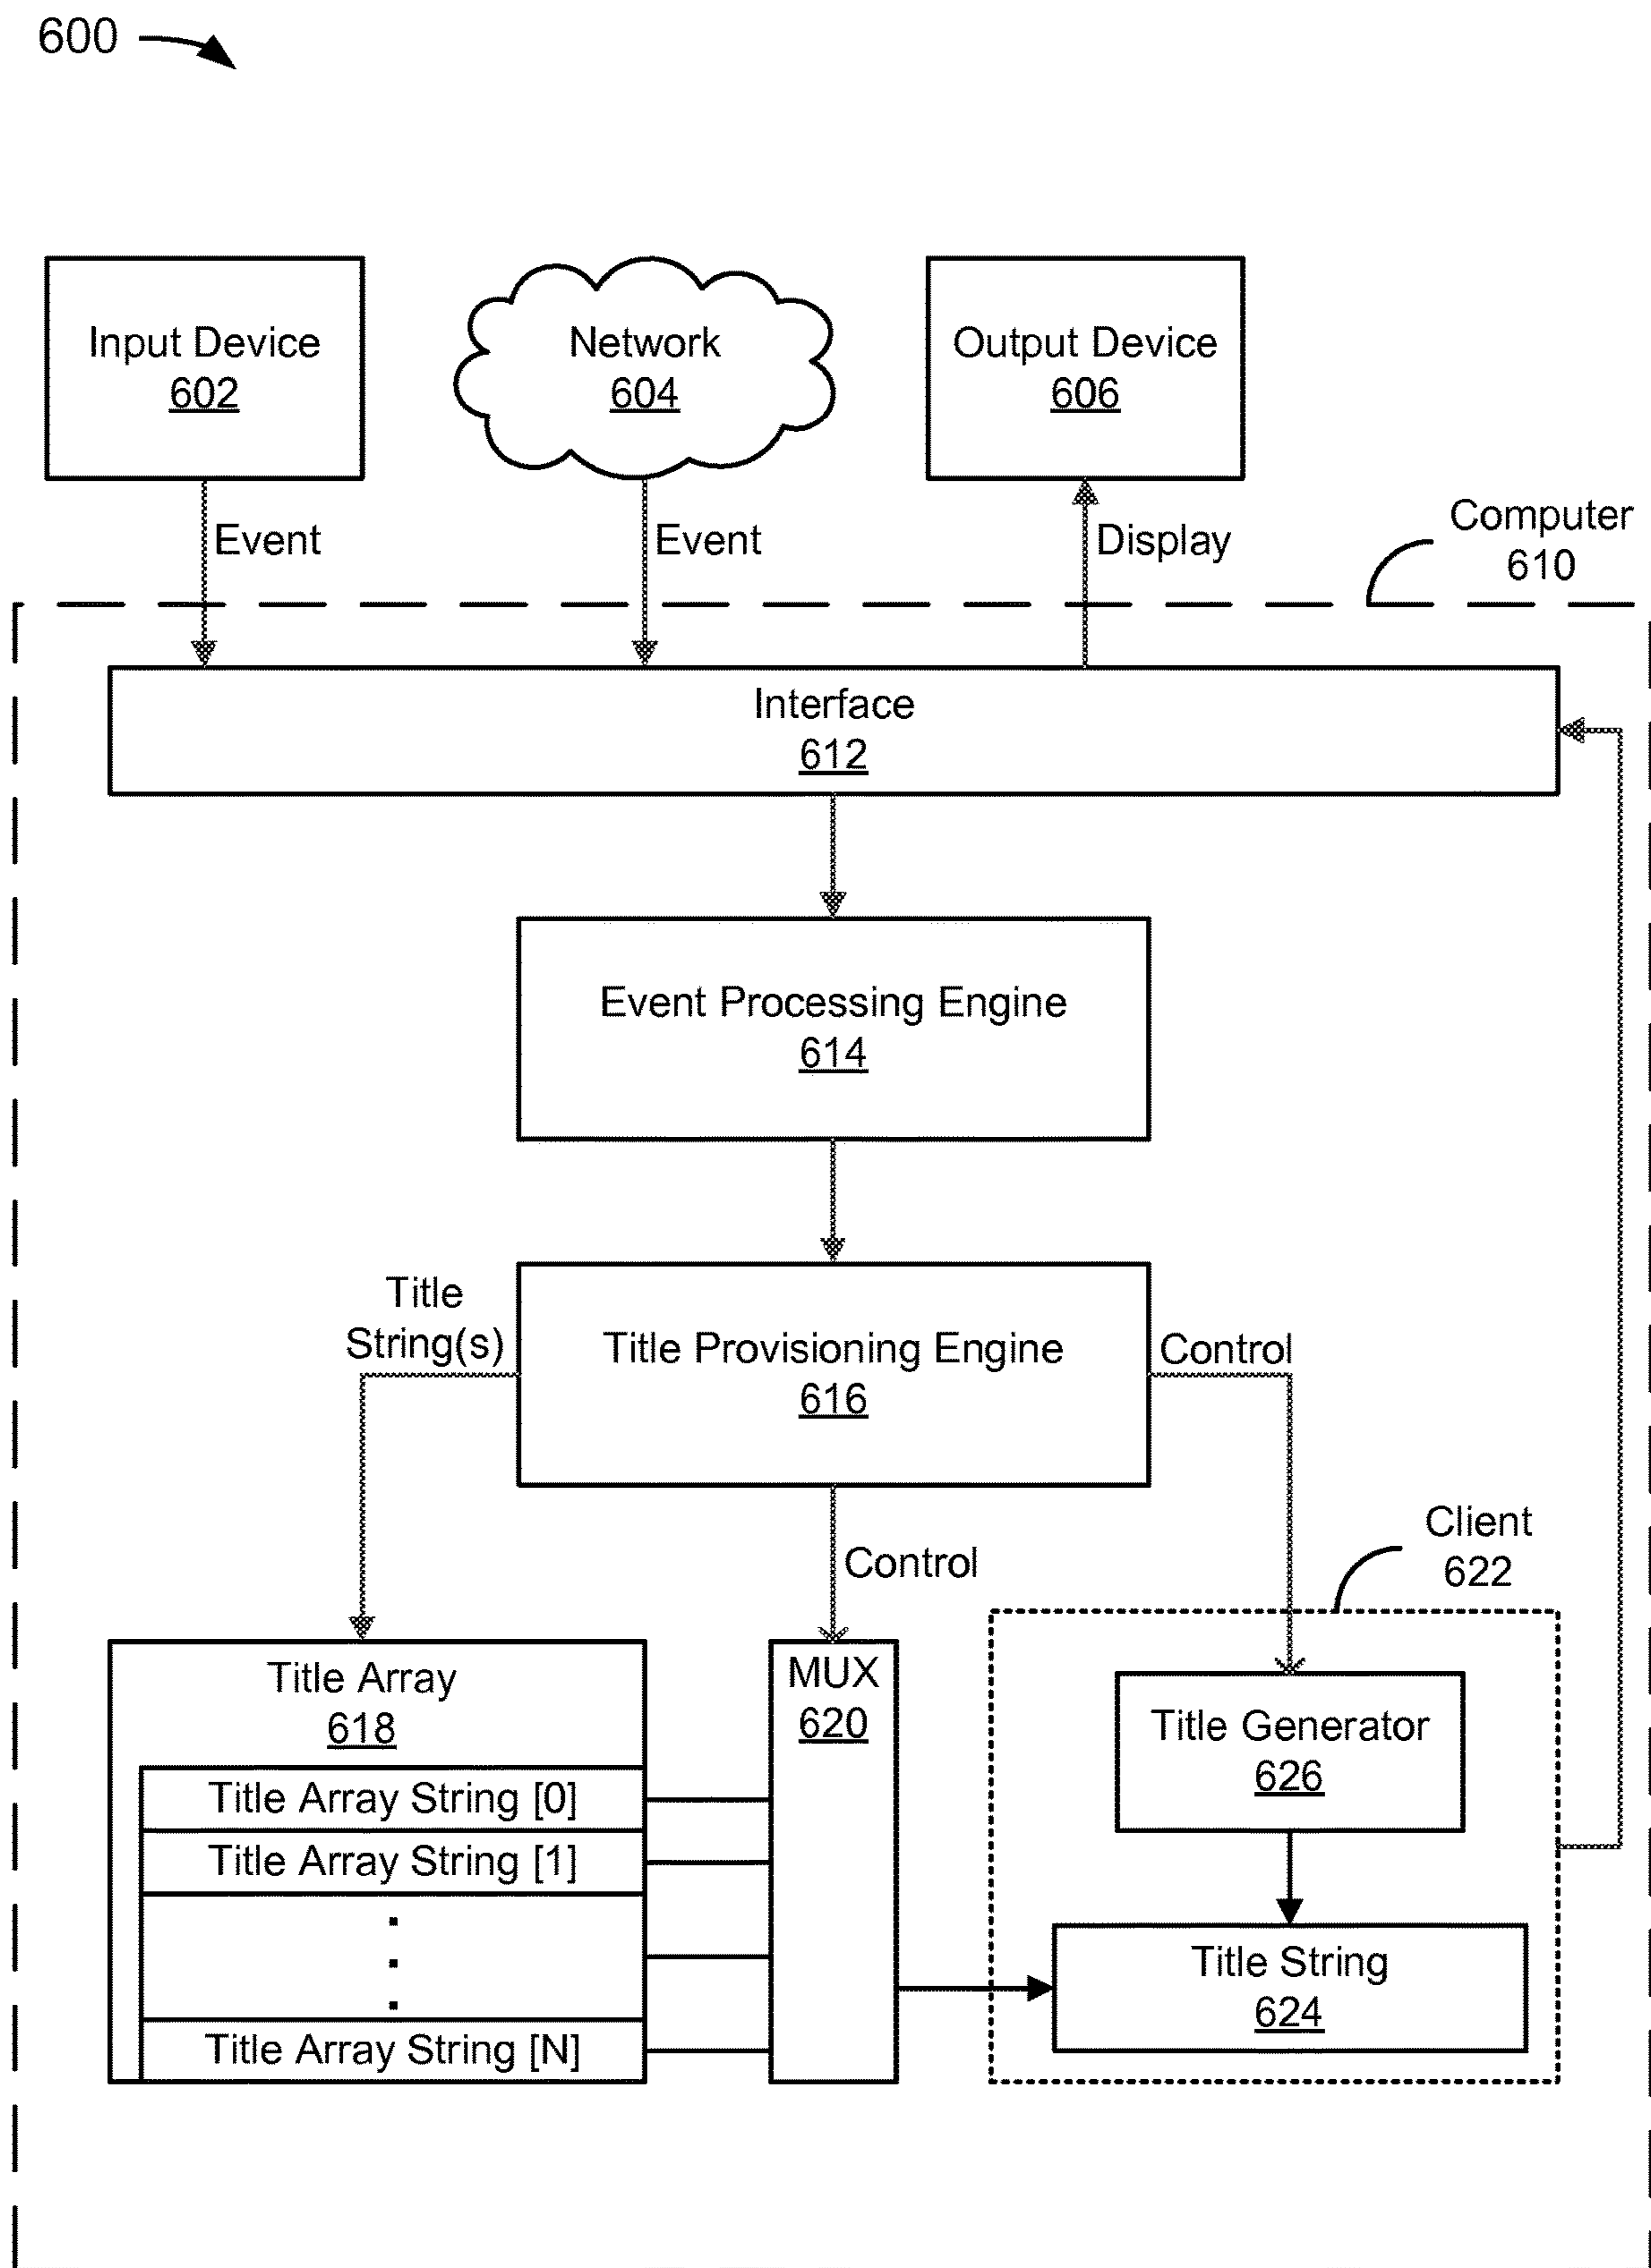 600
Input Device
602
Network
604
Output Device
606
Event
Event
Display
Computer
610
Interface
612
Event Processing Engine
614
Title
String(s)
Title Provisioning Engine
616
Control
Control
Client
622
Title Array
618
Title Array String [0]
Title Array String [1]
.
.
.
Title Array String [N]
MUX
620
Title Generator
626
Title String
624